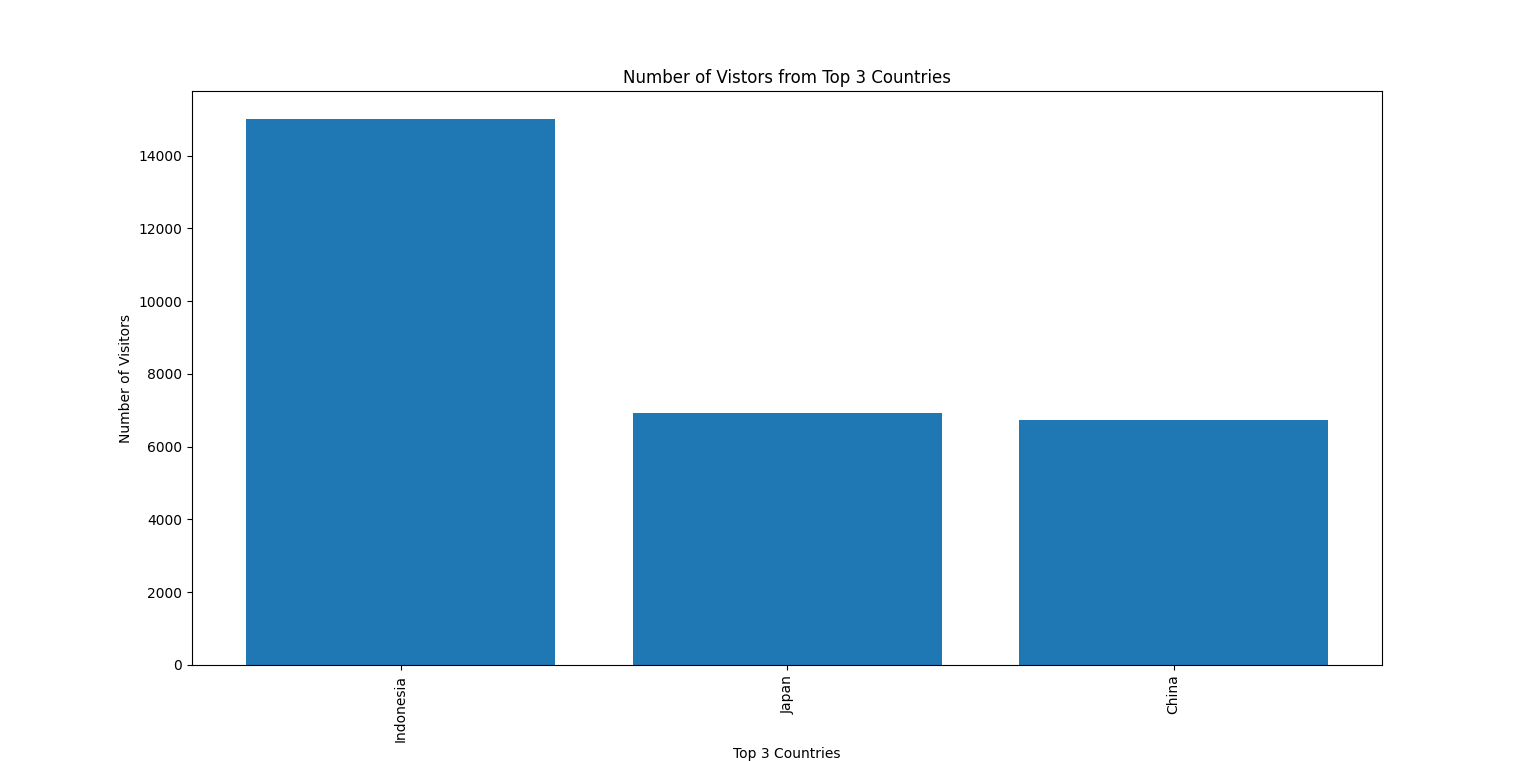 Number of Vistors from Top 3 Countries
14000
12000
10000
8000
6000
4000
2000
0
Number of Visitors
Indonesia
Japan
China
Top 3 Countries